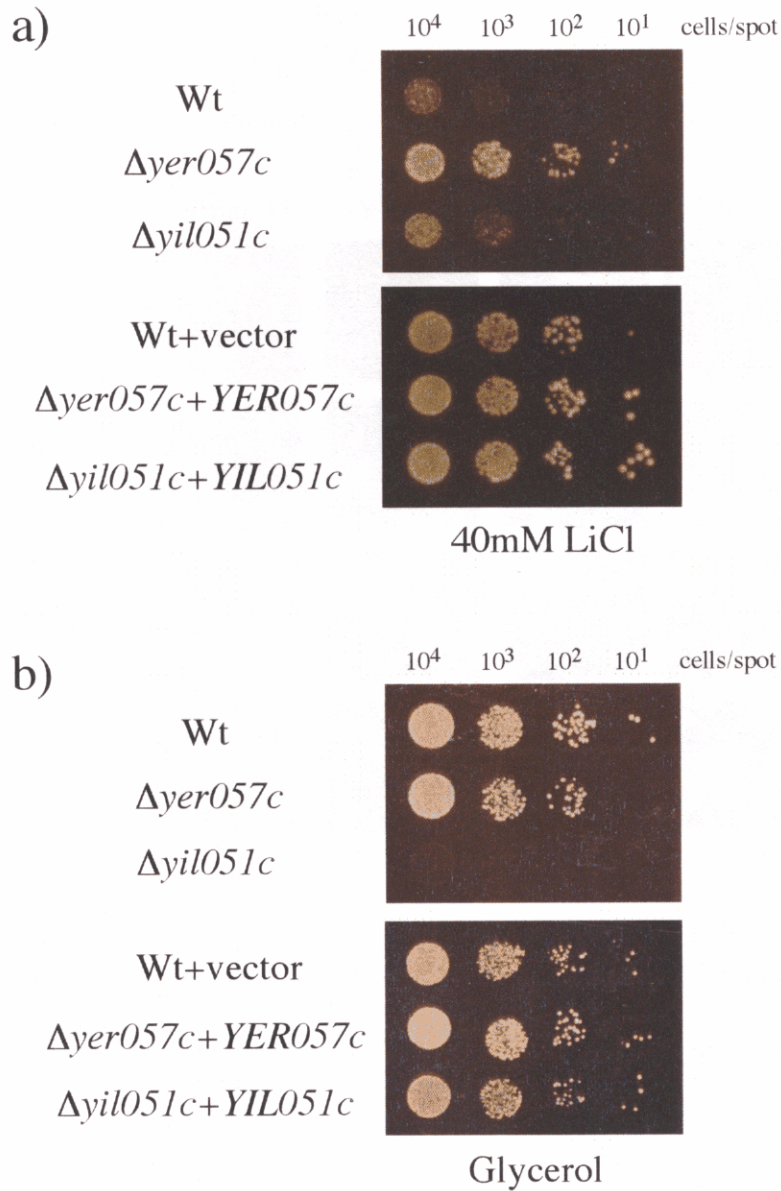 a)
10⁴ 10³ 10² 10¹ cells/spot
Wt
Δyer057c
Δyil051c
Wt+vector
Δyer057c+YER057c
Δyil051c+YIL051c
40mM LiCl
b)
10⁴ 10³ 10² 10¹ cells/spot
Wt
Δyer057c
Δyil051c
Wt+vector
Δyer057c+YER057c
Δyil051c+YIL051c
Glycerol